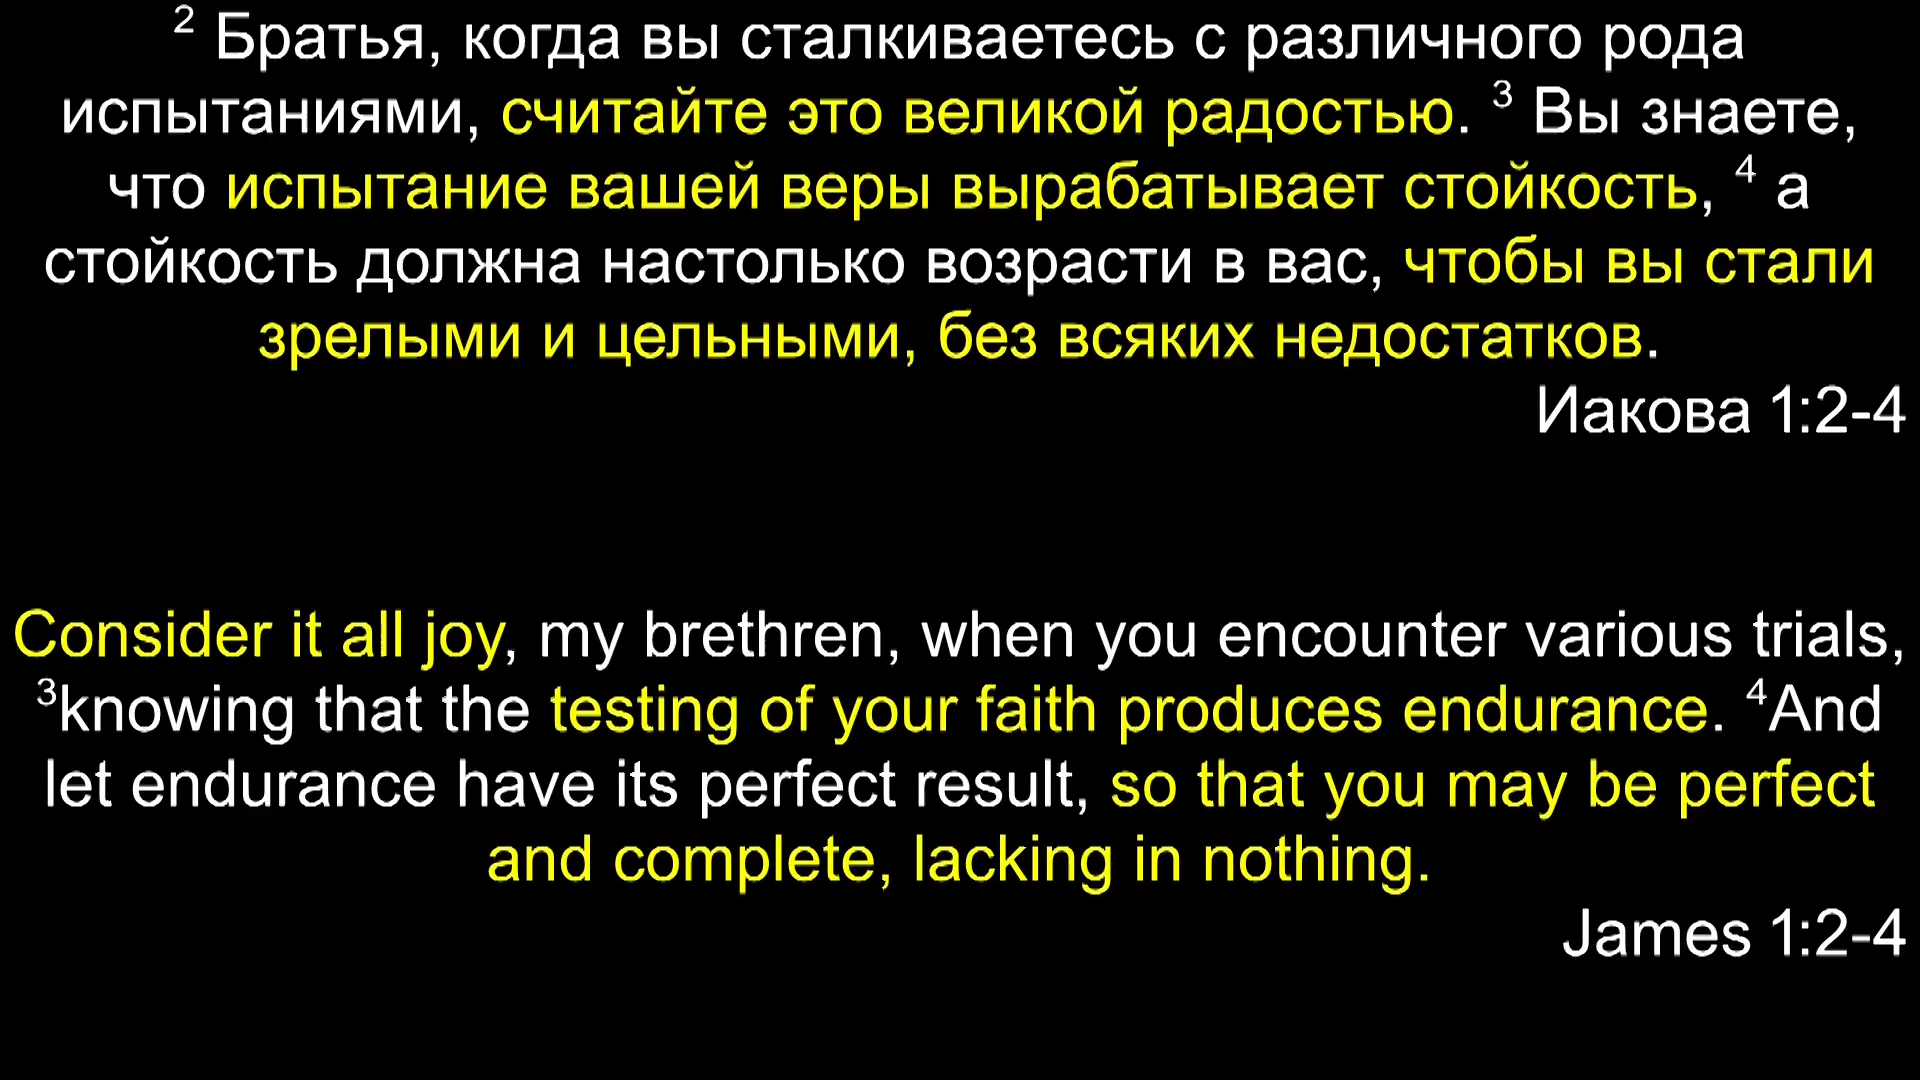 ² Братья, когда вы сталкиваетесь с различного рода
испытаниями, считайте это великой радостью. ³ Вы знаете,
что испытание вашей веры вырабатывает стойкость, ⁴ а
стойкость должна настолько возрасти в вас, чтобы вы стали
зрелыми и цельными, без всяких недостатков.
Иакова 1:2-4
Consider it all joy, my brethren, when you encounter various trials,
³knowing that the testing of your faith produces endurance. ⁴And
let endurance have its perfect result, so that you may be perfect
and complete, lacking in nothing.
James 1:2-4